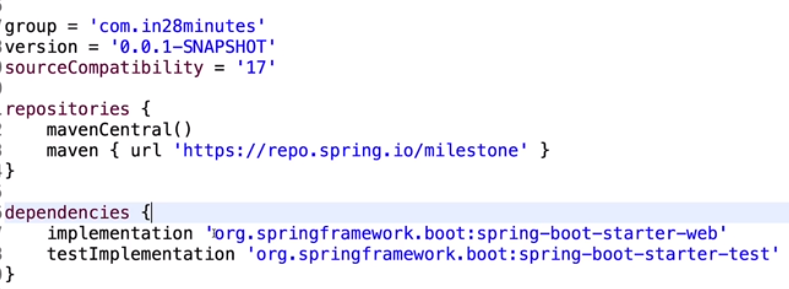 group = 'com.in28minutes'
version = '0.0.1-SNAPSHOT'
sourceCompatibility = '17'
repositories {
mavenCentral()
maven { url 'https://repo.spring.io/milestone' }
}
dependencies {
implementation 'org.springframework.boot:spring-boot-starter-web'
testImplementation 'org.springframework.boot:spring-boot-starter-test'
}